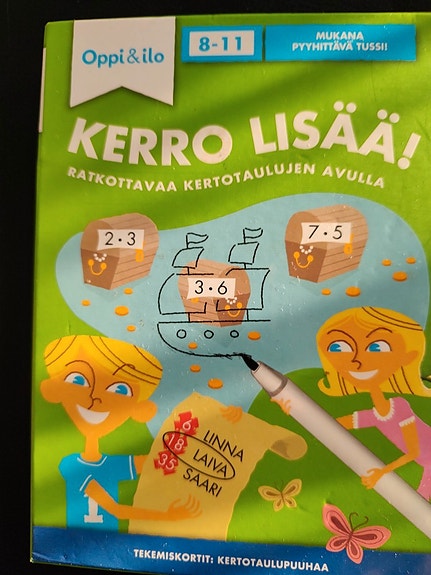 Oppi&ilo
8-11
MUKANA
PYYHITTÄVÄ TUSSI!
KERRO LISÄÄ!
RATKOTTAVAA KERTOTAULUJEN AVULLA
2·3
7·5
3·6
6 LINNA
18 LAIVA
35 SAARI
TEKEMISKORTIT: KERTOTAULUPUUHAA